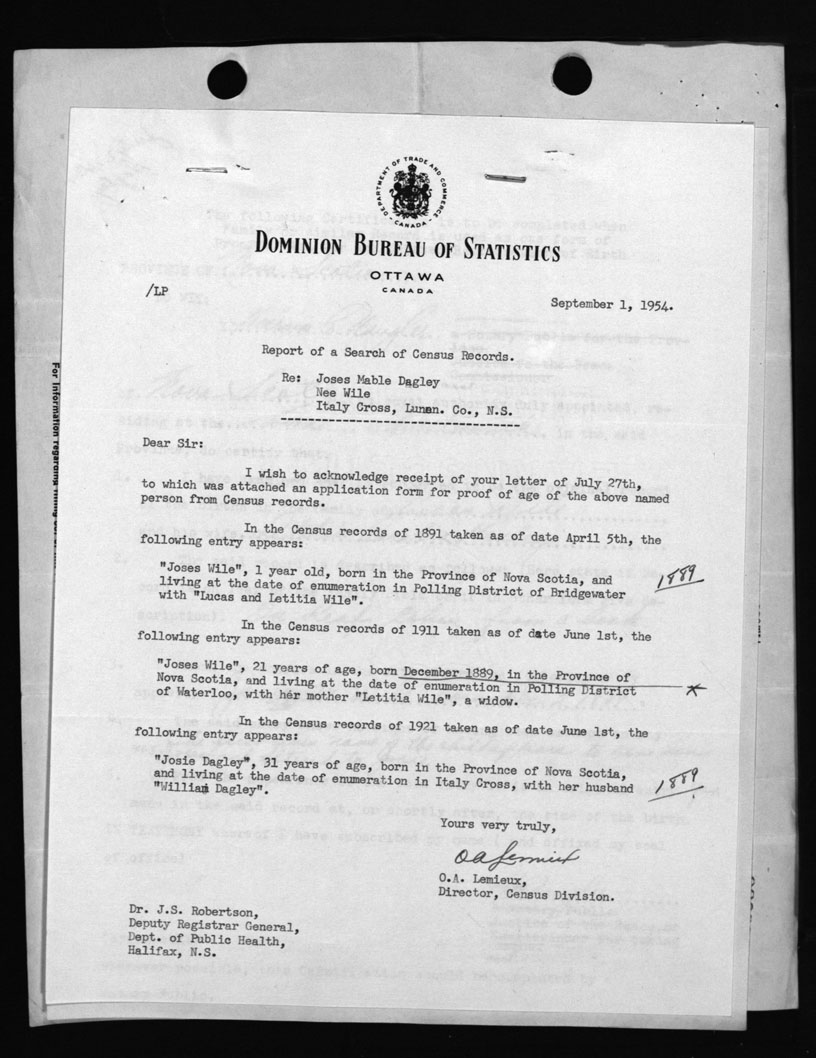 DEPARTMENT OF TRADE AND COMMERCE
CANADA
DOMINION BUREAU OF STATISTICS
OTTAWA
CANADA
/LP
September 1, 1954.
Report of a Search of Census Records.
Re: Joses Mable Dagley
Nee Wile
Italy Cross, Lunen. Co., N.S.
Dear Sir:
I wish to acknowledge receipt of your letter of July 27th,
to which was attached an application form for proof of age of the above named
person from Census records.
In the Census records of 1891 taken as of date April 5th, the
following entry appears:
"Joses Wile", 1 year old, born in the Province of Nova Scotia, and
living at the date of enumeration in Polling District of Bridgewater
with "Lucas and Letitia Wile".
1889
In the Census records of 1911 taken as of date June 1st, the
following entry appears:
"Joses Wile", 21 years of age, born December 1889, in the Province of
Nova Scotia, and living at the date of enumeration in Polling District
of Waterloo, with her mother "Letitia Wile", a widow.
In the Census records of 1921 taken as of date June 1st, the
following entry appears:
"Josie Dagley", 31 years of age, born in the Province of Nova Scotia,
and living at the date of enumeration in Italy Cross, with her husband
"William Dagley".
1889
Yours very truly,
O A Lemieux
O.A. Lemieux,
Director, Census Division.
Dr. J.S. Robertson,
Deputy Registrar General,
Dept. of Public Health,
Halifax, N.S.
For information regarding